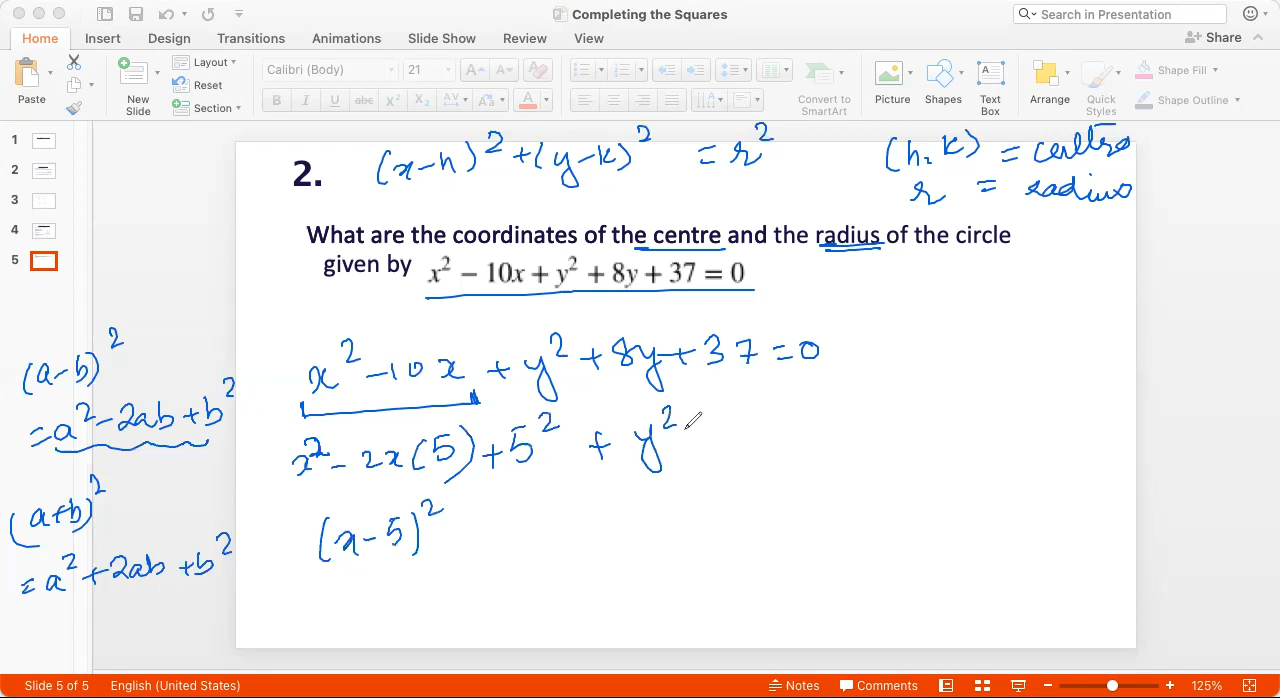 Completing the Squares
Search in Presentation
Home Insert Design Transitions Animations Slide Show Review View Share
Paste
New Slide
Layout
Reset
Section
Calibri (Body) 21
B I U abc X² X₂ AV Aa A
Convert to SmartArt
Picture
Shapes
Text Box
Arrange
Quick Styles
Shape Fill
Shape Outline
1
2
3
4
5
2.
(x-h)² + (y-k)² = r²
(h, k) = centre
r = radius
What are the coordinates of the centre and the radius of the circle
given by x² − 10x + y² + 8y + 37 = 0
x² - 10x + y² + 8y + 37 = 0
x² - 2x(5) + 5² + y²
(x-5)²
(a-b)²
= a² - 2ab + b²
(a+b)²
= a² + 2ab + b²
Slide 5 of 5 English (United States) Notes Comments 125%